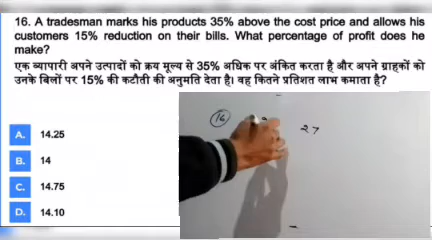 16. A tradesman marks his products 35% above the cost price and allows his
customers 15% reduction on their bills. What percentage of profit does he
make?
एक व्यापारी अपने उत्पादों को क्रय मूल्य से 35% अधिक पर अंकित करता है और अपने ग्राहकों को
उनके बिलों पर 15% की कटौती की अनुमति देता है। वह कितने प्रतिशत लाभ कमाता है?
16
27
A. 14.25
B. 14
C. 14.75
D. 14.10